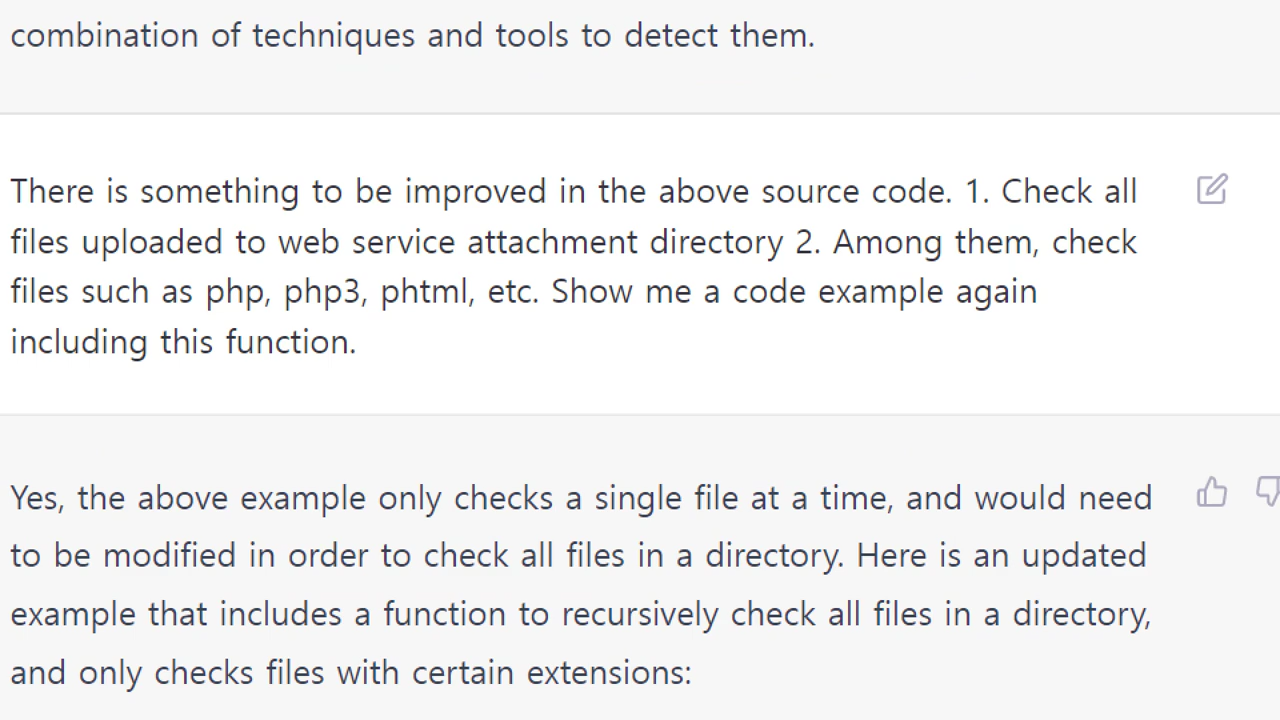 combination of techniques and tools to detect them.
There is something to be improved in the above source code. 1. Check all
files uploaded to web service attachment directory 2. Among them, check
files such as php, php3, phtml, etc. Show me a code example again
including this function.
Yes, the above example only checks a single file at a time, and would need
to be modified in order to check all files in a directory. Here is an updated
example that includes a function to recursively check all files in a directory,
and only checks files with certain extensions: